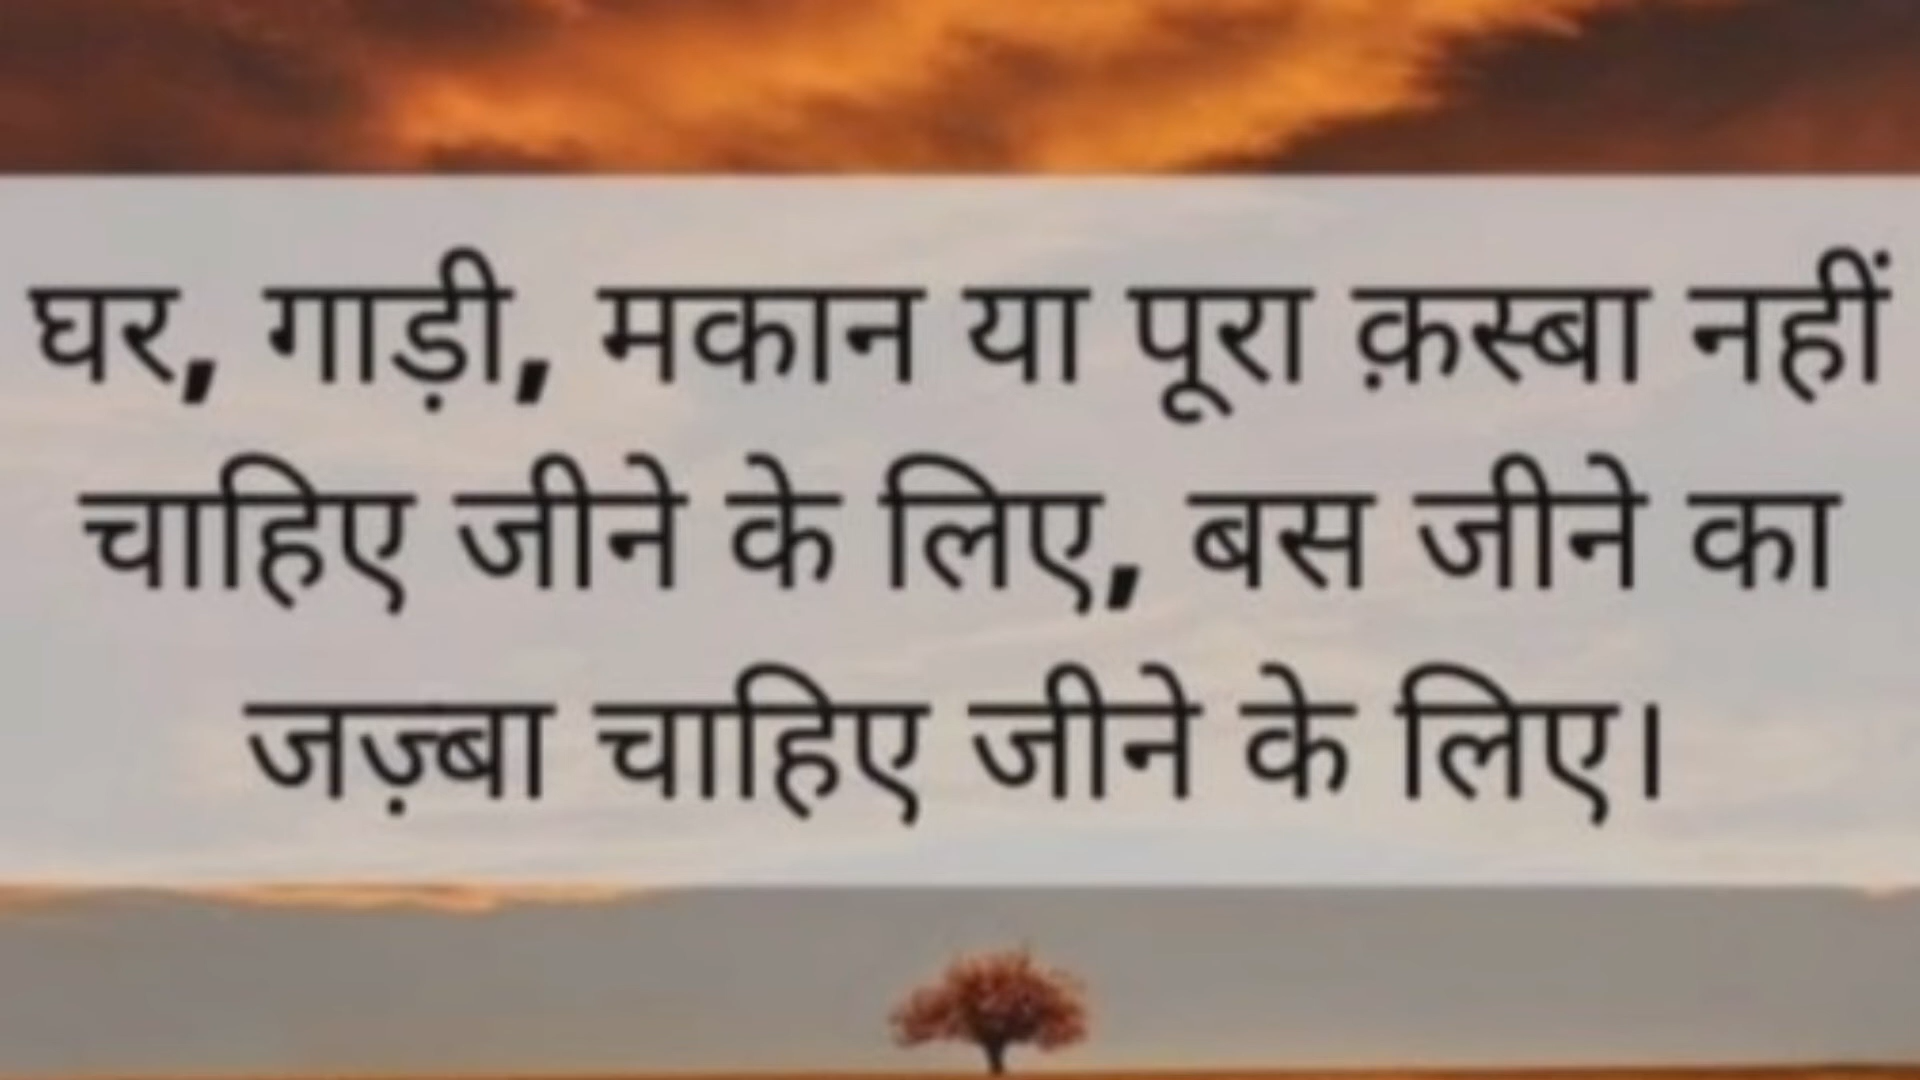 घर, गाड़ी, मकान या पूरा क़स्बा नहीं
चाहिए जीने के लिए, बस जीने का
जज़्बा चाहिए जीने के लिए।